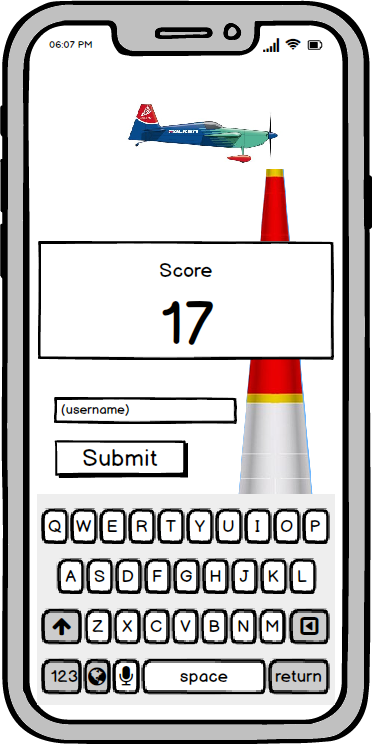 06:07 PM
Score
17
(username)
Submit
Q W E R T Y U I O P
A S D F G H J K L
Z X C V B N M
123 space return